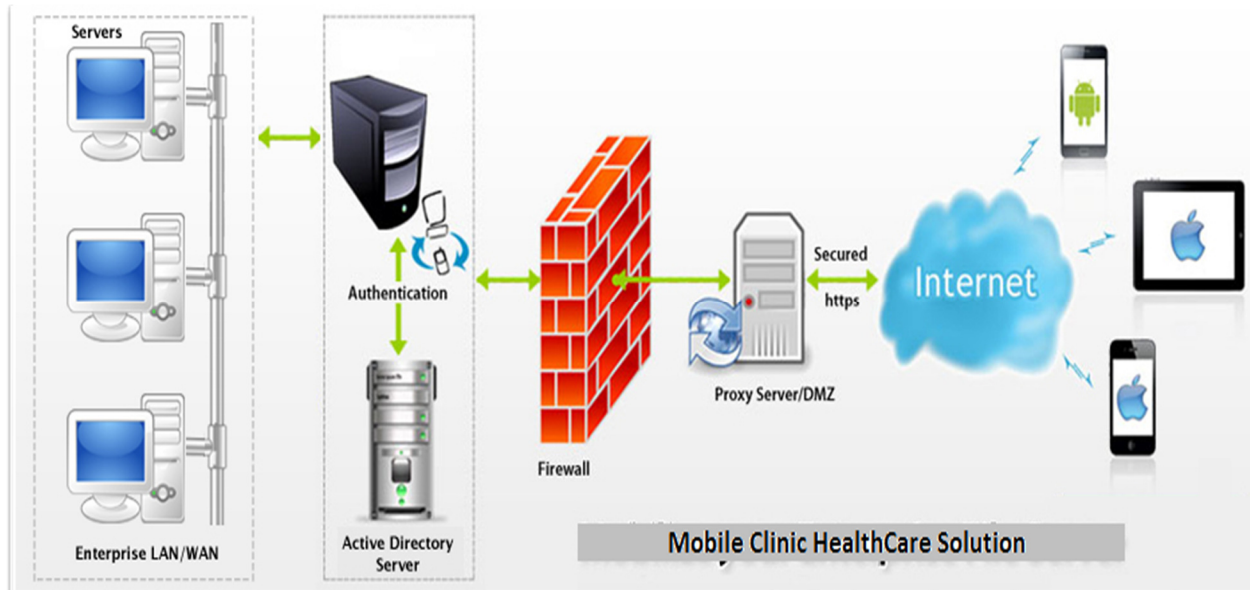 Servers
Enterprise LAN/WAN
Authentication
Active Directory
Server
Firewall
Proxy Server/DMZ
Secured
https
Internet
Mobile Clinic HealthCare Solution